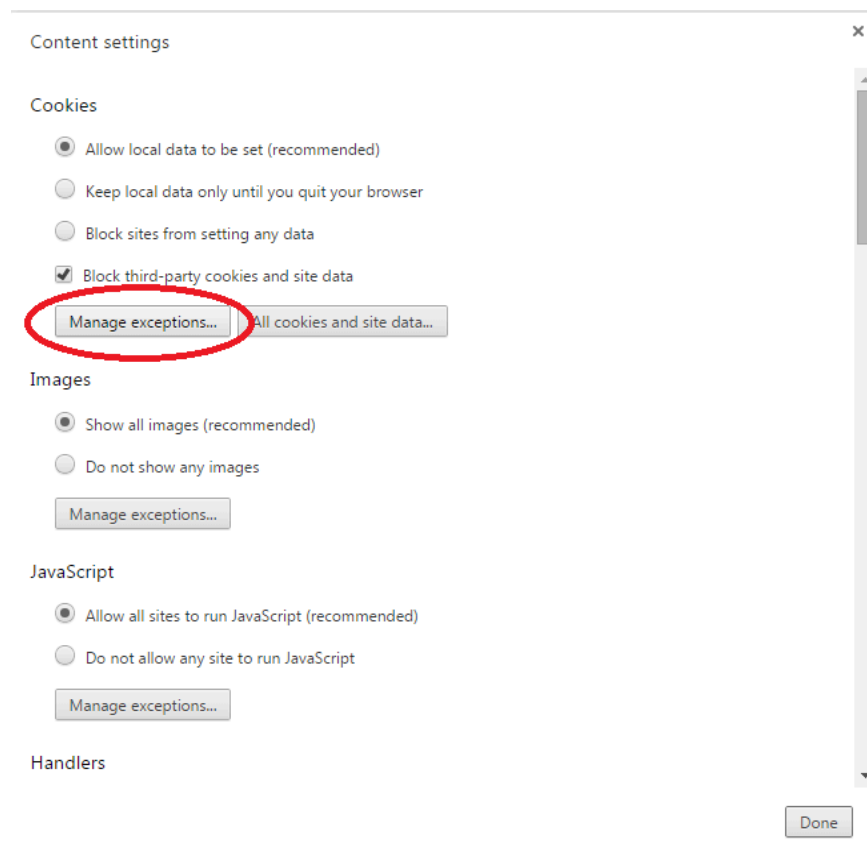 Content settings
Cookies
Allow local data to be set (recommended)
Keep local data only until you quit your browser
Block sites from setting any data
Block third-party cookies and site data
Manage exceptions... All cookies and site data...
Images
Show all images (recommended)
Do not show any images
Manage exceptions...
JavaScript
Allow all sites to run JavaScript (recommended)
Do not allow any site to run JavaScript
Manage exceptions...
Handlers
Done